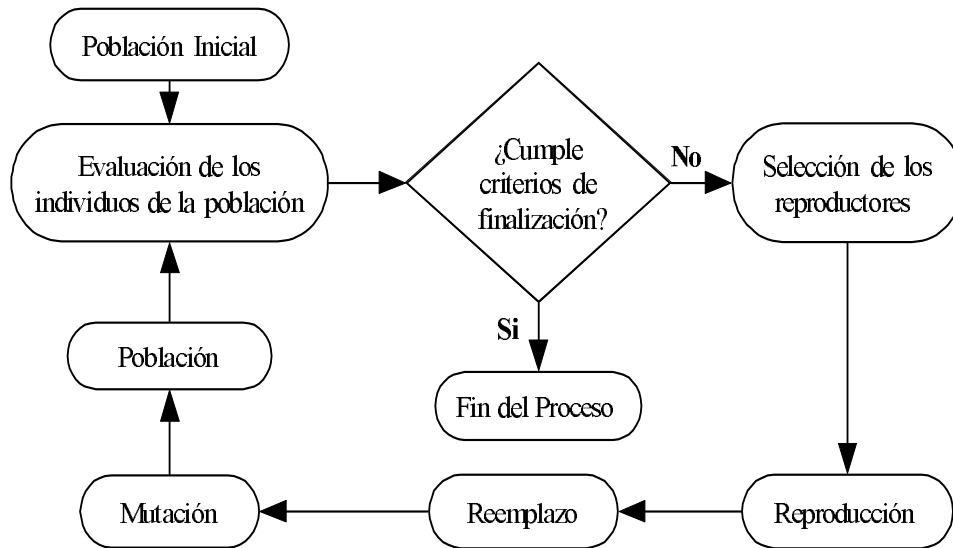 Población Inicial
Evaluación de los
individuos de la población
¿Cumple
criterios de
finalización?
No
Selección de los
reproductores
Si
Población
Fin del Proceso
Mutación
Reemplazo
Reproducción